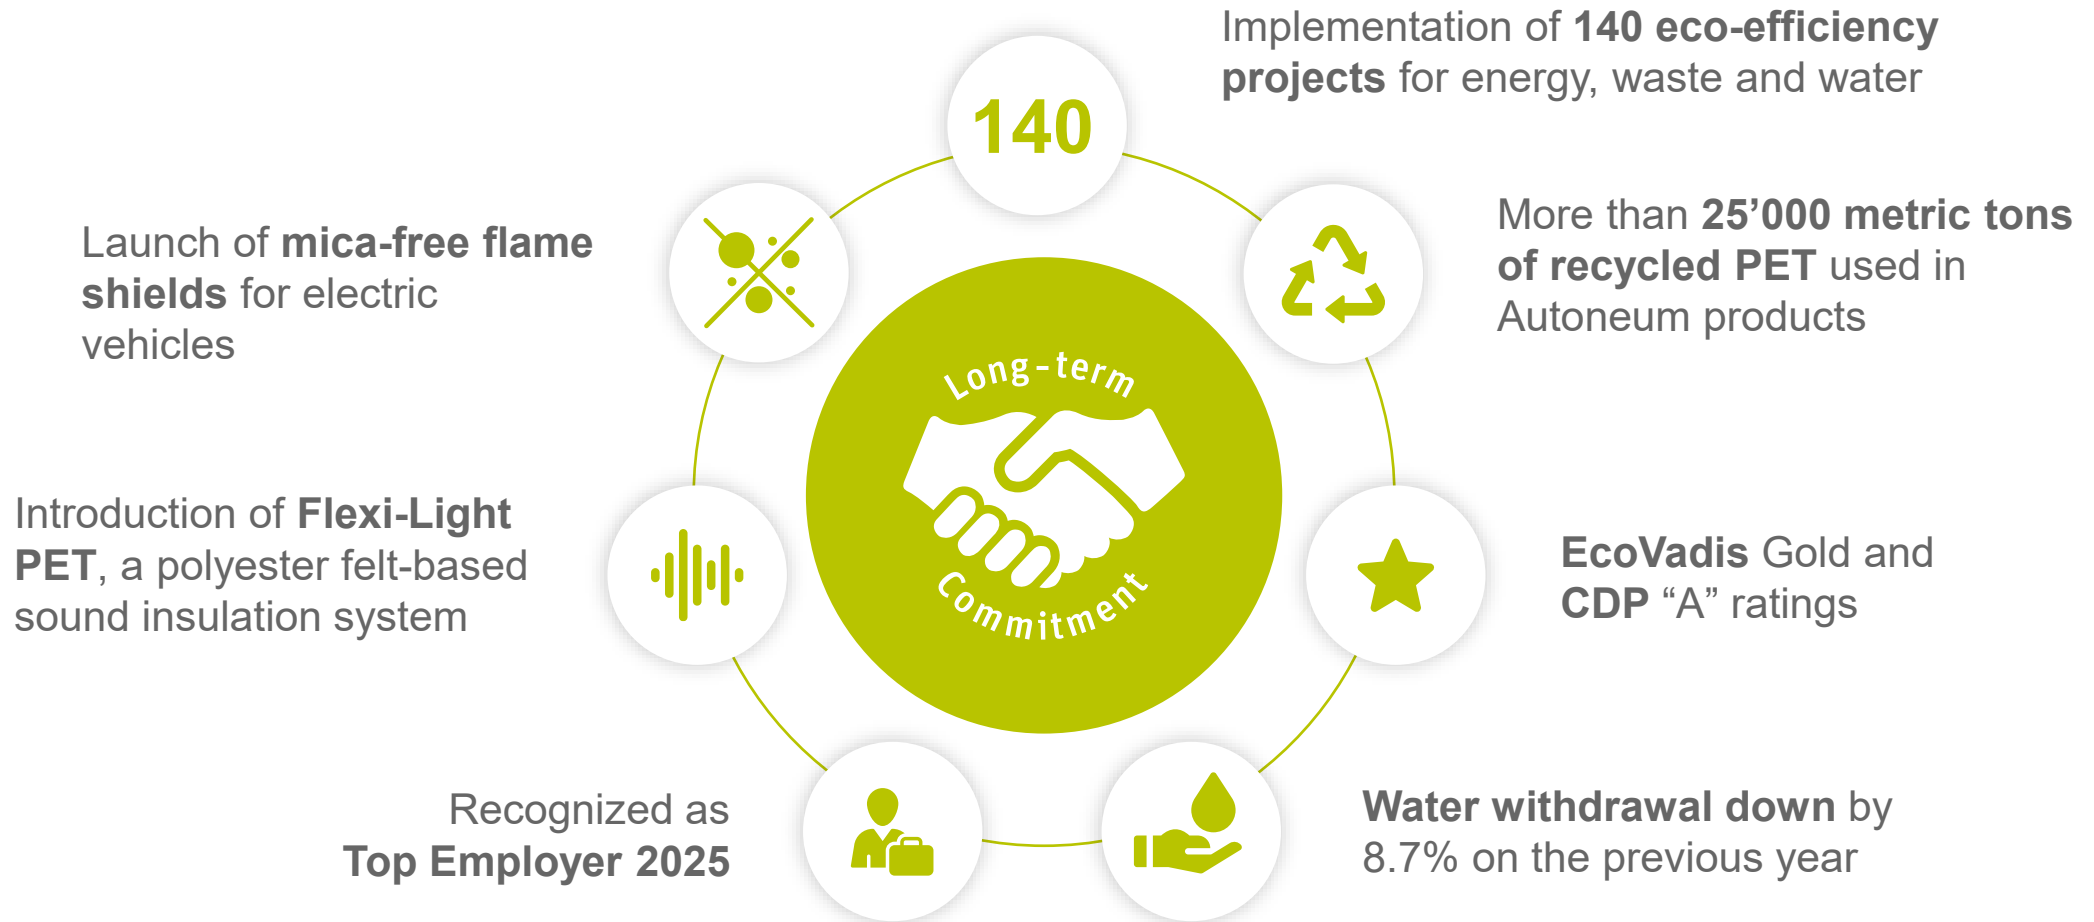 Implementation of 140 eco-efficiency
projects for energy, waste and water
140
More than 25’000 metric tons
of recycled PET used in
Autoneum products
EcoVadis Gold and
CDP “A” ratings
Water withdrawal down by
8.7% on the previous year
Recognized as
Top Employer 2025
Introduction of Flexi-Light
PET, a polyester felt-based
sound insulation system
Launch of mica-free flame
shields for electric
vehicles
Long-term
Commitment